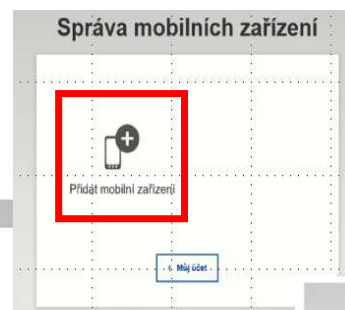 Správa mobilních zařízení
Přidat mobilní zařízení
< Můj účet